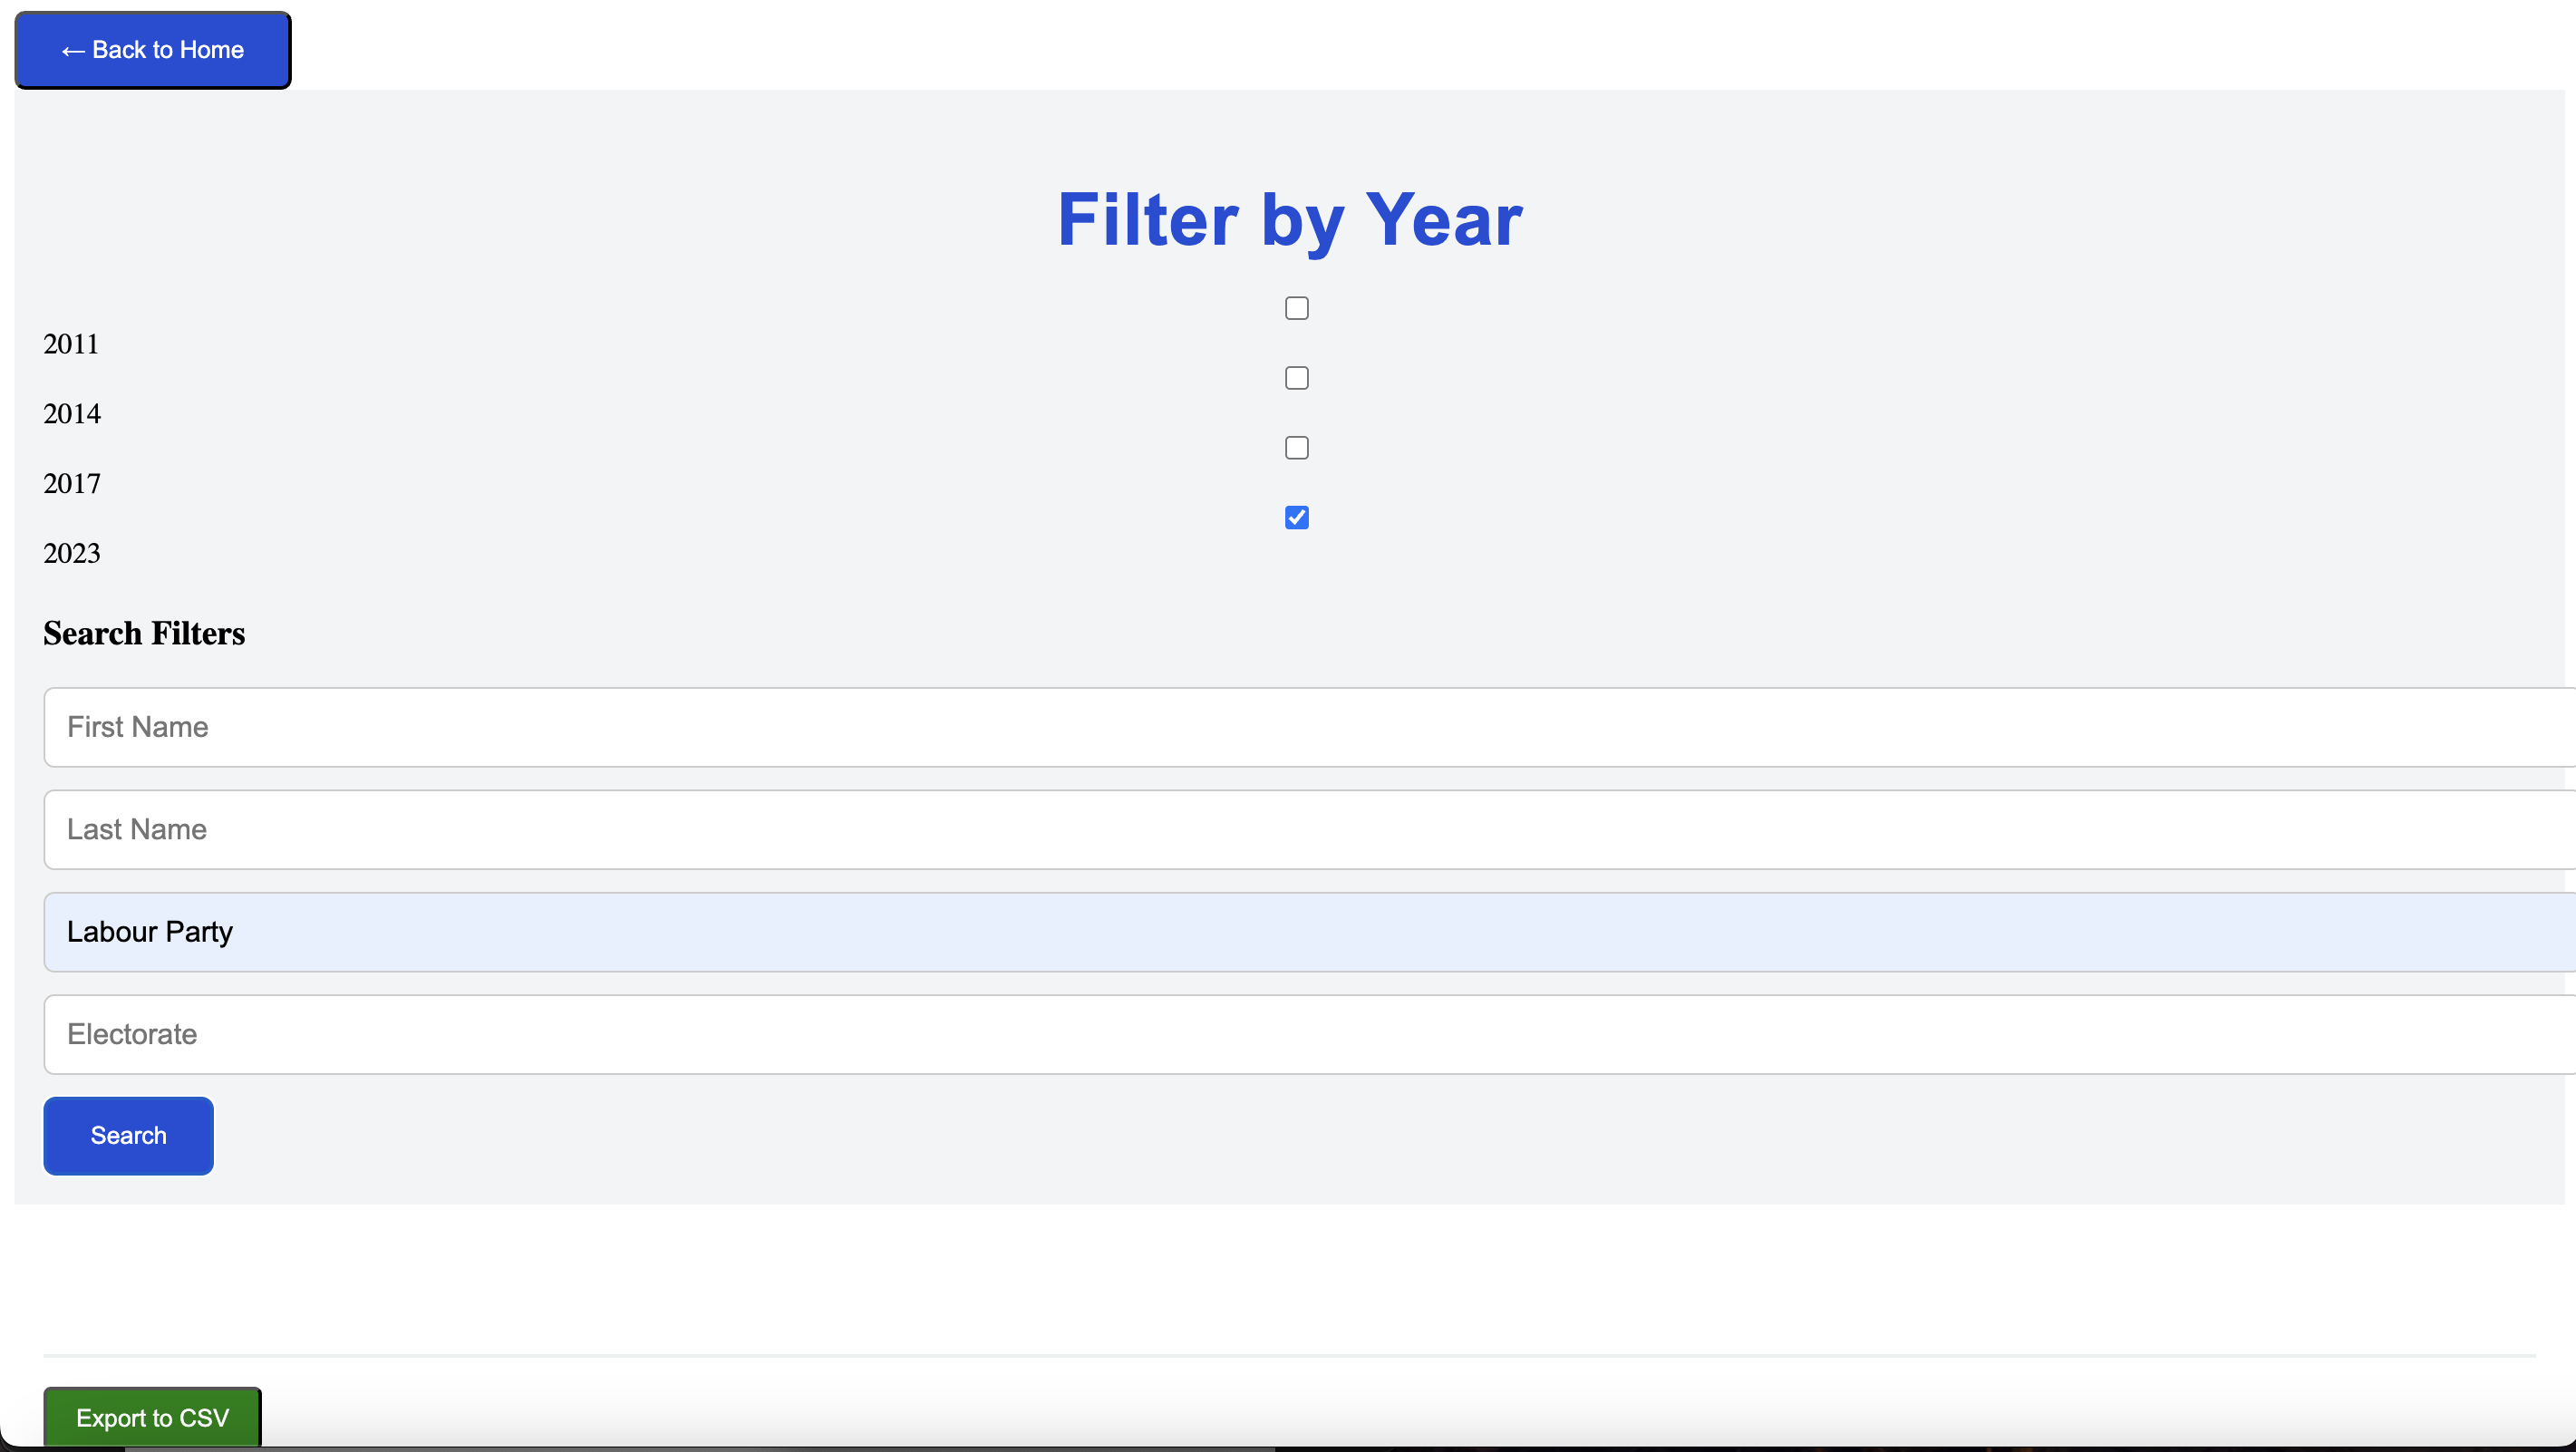 ← Back to Home
Filter by Year
2011
2014
2017
2023
Search Filters
First Name
Last Name
Labour Party
Electorate
Search
Export to CSV